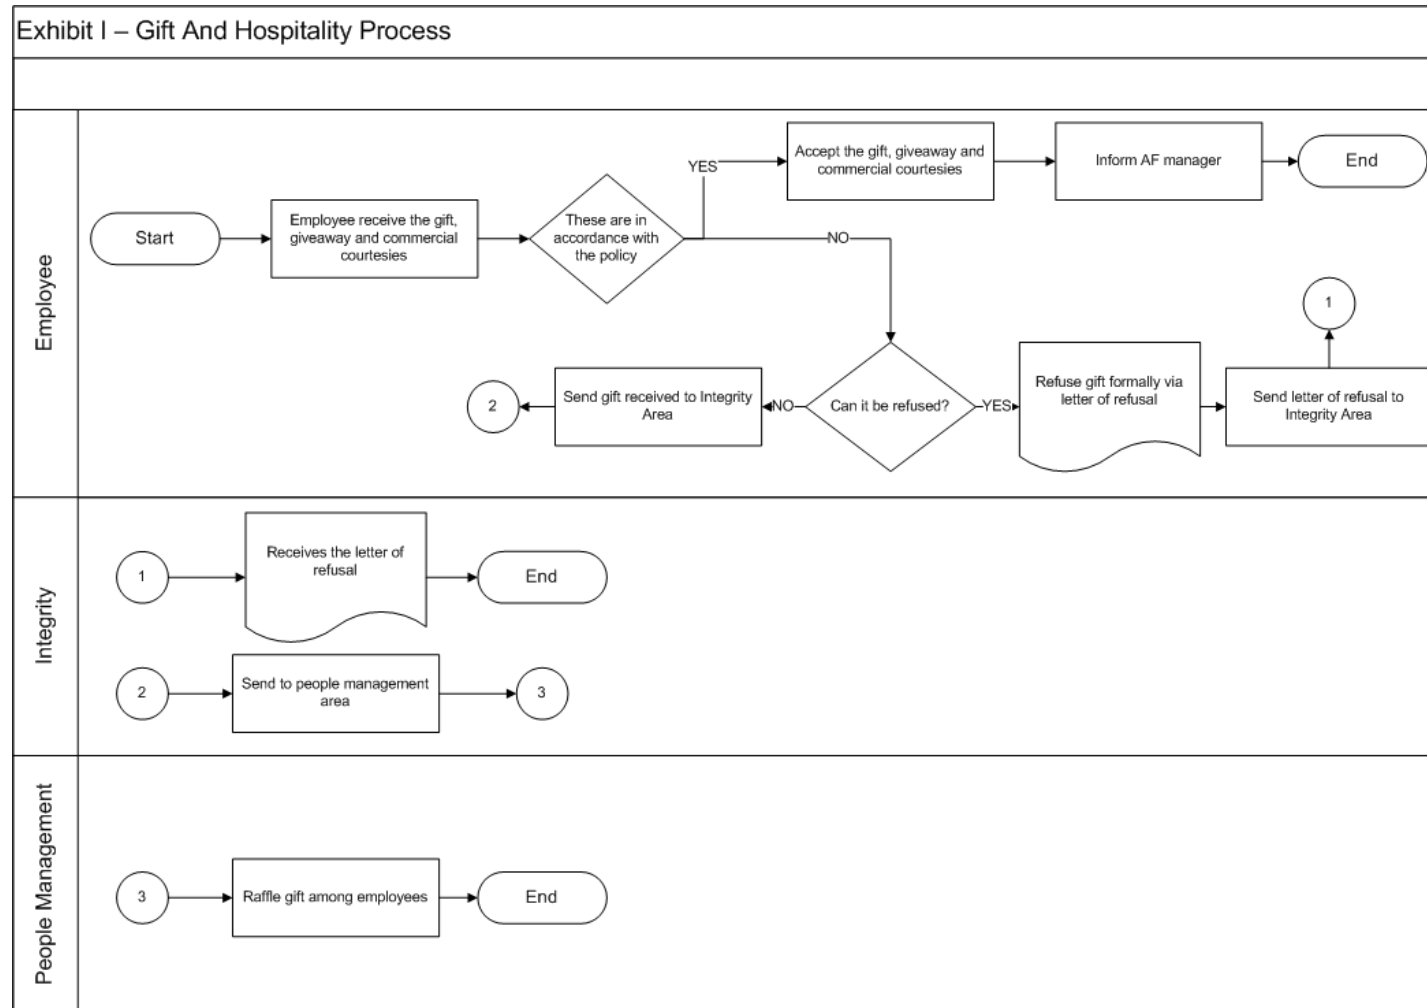 Exhibit I – Gift And Hospitality Process
Employee
Start
Employee receive the gift,
giveaway and commercial
courtesies
These are in
accordance with
the policy
YES
Accept the gift, giveaway and
commercial courtesies
Inform AF manager
End
NO
Can it be refused?
NO
Send gift received to Integrity
Area
2
YES
Refuse gift formally via
letter of refusal
Send letter of refusal to
Integrity Area
1
Integrity
1
Receives the letter of
refusal
End
2
Send to people management
area
3
People Management
3
Raffle gift among employees
End